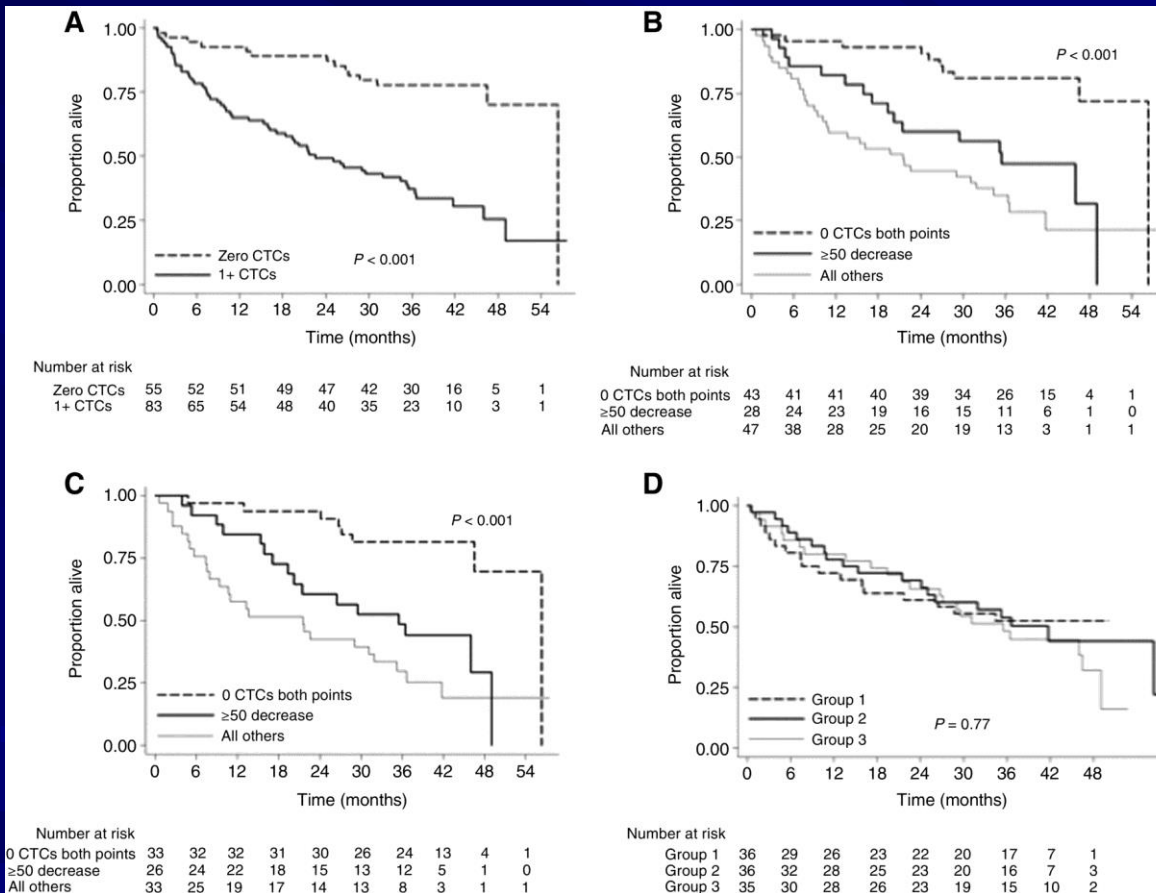 A
1.00
0.75
0.50
0.25
0.00
Proportion alive
Zero CTCs
1+ CTCs
P < 0.001
0 6 12 18 24 30 36 42 48 54
Time (months)
Number at risk
Zero CTCs 55 52 51 49 47 42 30 16 5 1
1+ CTCs 83 65 54 48 40 35 23 10 3 1
B
1.00
0.75
0.50
0.25
0.00
Proportion alive
P < 0.001
0 CTCs both points
≥50 decrease
All others
0 6 12 18 24 30 36 42 48 54
Time (months)
Number at risk
0 CTCs both points 43 41 41 40 39 34 26 15 4 1
≥50 decrease 28 24 23 19 16 15 11 6 1 0
All others 47 38 28 25 20 19 13 3 1 1
C
1.00
0.75
0.50
0.25
0.00
Proportion alive
P < 0.001
0 CTCs both points
≥50 decrease
All others
0 6 12 18 24 30 36 42 48 54
Time (months)
Number at risk
0 CTCs both points 33 32 32 31 30 26 24 13 4 1
≥50 decrease 26 24 22 18 15 13 12 5 1 0
All others 33 25 19 17 14 13 8 3 1 1
D
1.00
0.75
0.50
0.25
0.00
Proportion alive
Group 1
Group 2
Group 3
P = 0.77
0 6 12 18 24 30 36 42 48
Time (months)
Number at risk
Group 1 36 29 26 23 22 20 17 7 1
Group 2 36 32 28 25 23 20 16 7 3
Group 3 35 30 28 26 23 19 15 10 1